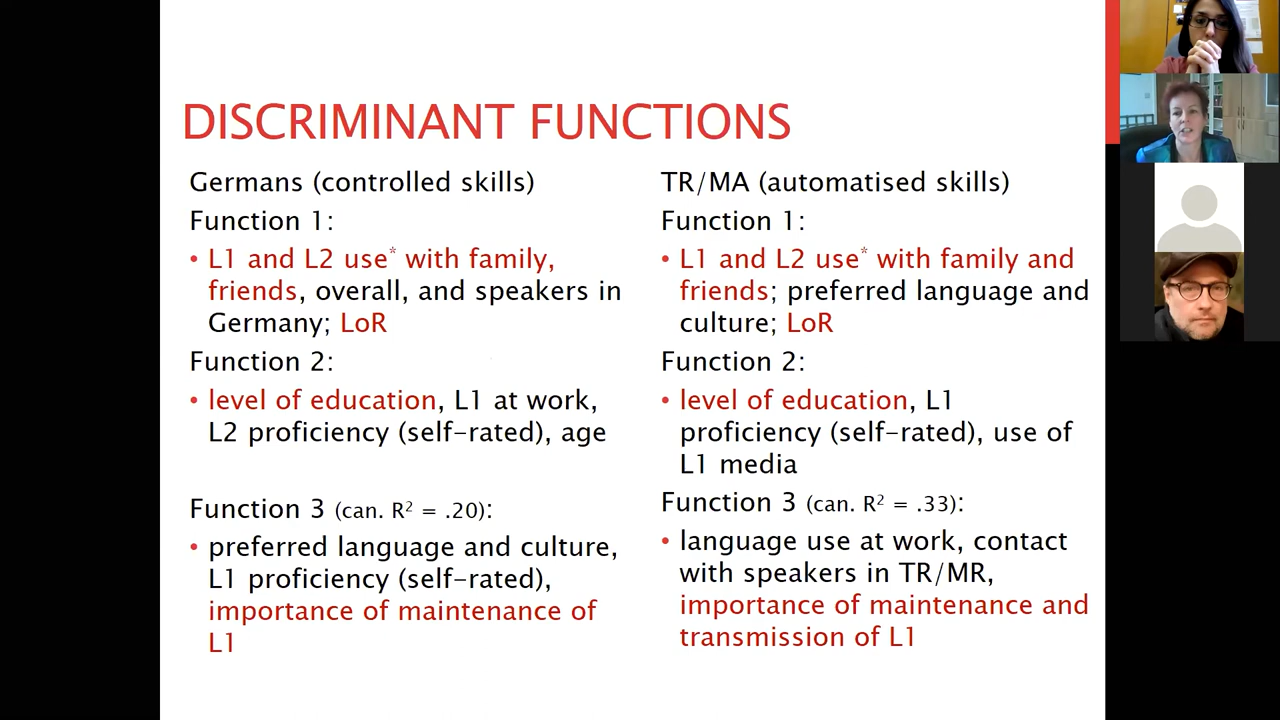 DISCRIMINANT FUNCTIONS
Germans (controlled skills)
Function 1:
• L1 and L2 use* with family,
friends, overall, and speakers in
Germany; LoR
Function 2:
• level of education, L1 at work,
L2 proficiency (self-rated), age
Function 3 (can. R² = .20):
• preferred language and culture,
L1 proficiency (self-rated),
importance of maintenance of
L1
TR/MA (automatised skills)
Function 1:
• L1 and L2 use* with family and
friends; preferred language and
culture; LoR
Function 2:
• level of education, L1
proficiency (self-rated), use of
L1 media
Function 3 (can. R² = .33):
• language use at work, contact
with speakers in TR/MR,
importance of maintenance and
transmission of L1